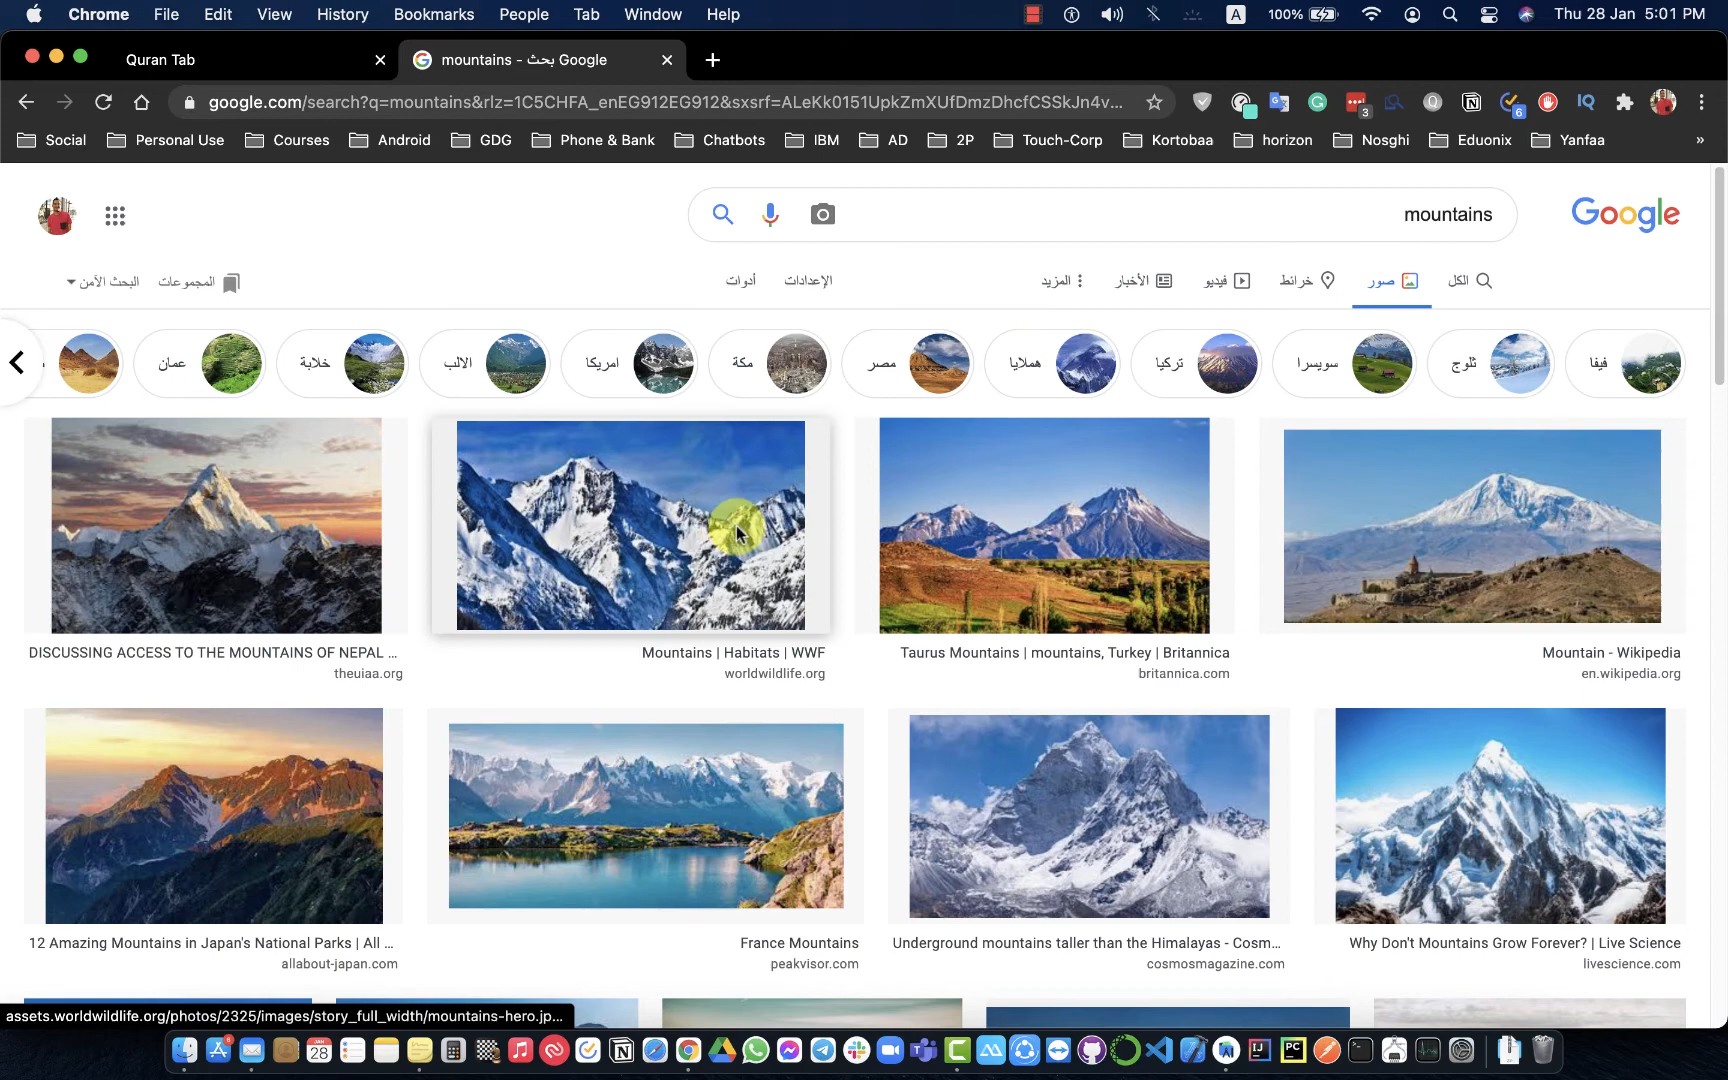 Chrome File Edit View History Bookmarks People Tab Window Help A 100% Thu 28 Jan 5:01 PM
Quran Tab
mountains - بحث Google
google.com/search?q=mountains&rlz=1C5CHFA_enEG912EG912&sxsrf=ALeKk0151UpkZmXUfDmzDhcfCSSkJn4v...
3 Q 6 IQ
Social Personal Use Courses Android GDG Phone & Bank Chatbots IBM AD 2P Touch-Corp Kortobaa horizon Nosghi Eduonix Yanfaa »
mountains
Google
الكل صور خرائط فيديو الأخبار المزيد الإعدادات أدوات المجموعات البحث الآمن
فيفا ثلوج سويسرا تركيا هملايا مصر مكة امريكا الالب خلابة عمان
DISCUSSING ACCESS TO THE MOUNTAINS OF NEPAL ...
theuiaa.org
Mountains | Habitats | WWF
worldwildlife.org
Taurus Mountains | mountains, Turkey | Britannica
britannica.com
Mountain - Wikipedia
en.wikipedia.org
12 Amazing Mountains in Japan's National Parks | All ...
allabout-japan.com
France Mountains
peakvisor.com
Underground mountains taller than the Himalayas - Cosm...
cosmosmagazine.com
Why Don't Mountains Grow Forever? | Live Science
livescience.com
assets.worldwildlife.org/photos/2325/images/story_full_width/mountains-hero.jp...
JAN 28
IJ PC